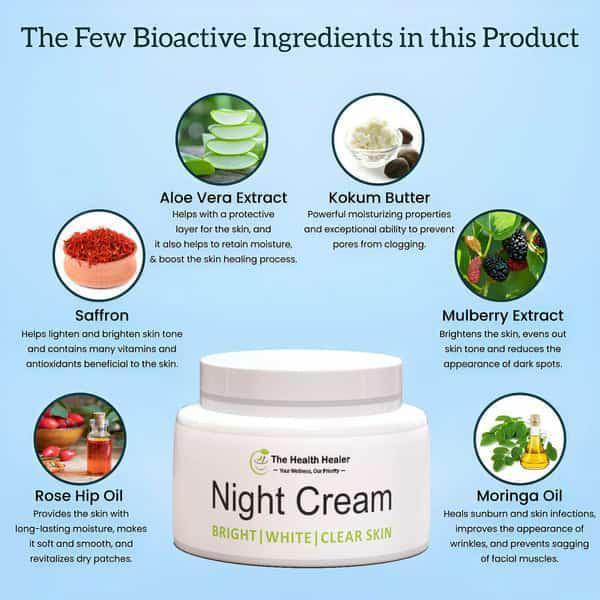 The Few Bioactive Ingredients in this Product
Aloe Vera Extract
Helps with a protective
layer for the skin, and
it also helps to retain moisture,
& boost the skin healing process.
Kokum Butter
Powerful moisturizing properties
and exceptional ability to prevent
pores from clogging.
Saffron
Helps lighten and brighten skin tone
and contains many vitamins and
antioxidants beneficial to the skin.
Mulberry Extract
Brightens the skin, evens out
skin tone and reduces the
appearance of dark spots.
Rose Hip Oil
Provides the skin with
long-lasting moisture, makes
it soft and smooth, and
revitalizes dry patches.
Moringa Oil
Heals sunburn and skin infections,
improves the appearance of
wrinkles, and prevents sagging
of facial muscles.
The Health Healer
— Your Wellness, Our Priority —
Night Cream
BRIGHT|WHITE|CLEAR SKIN